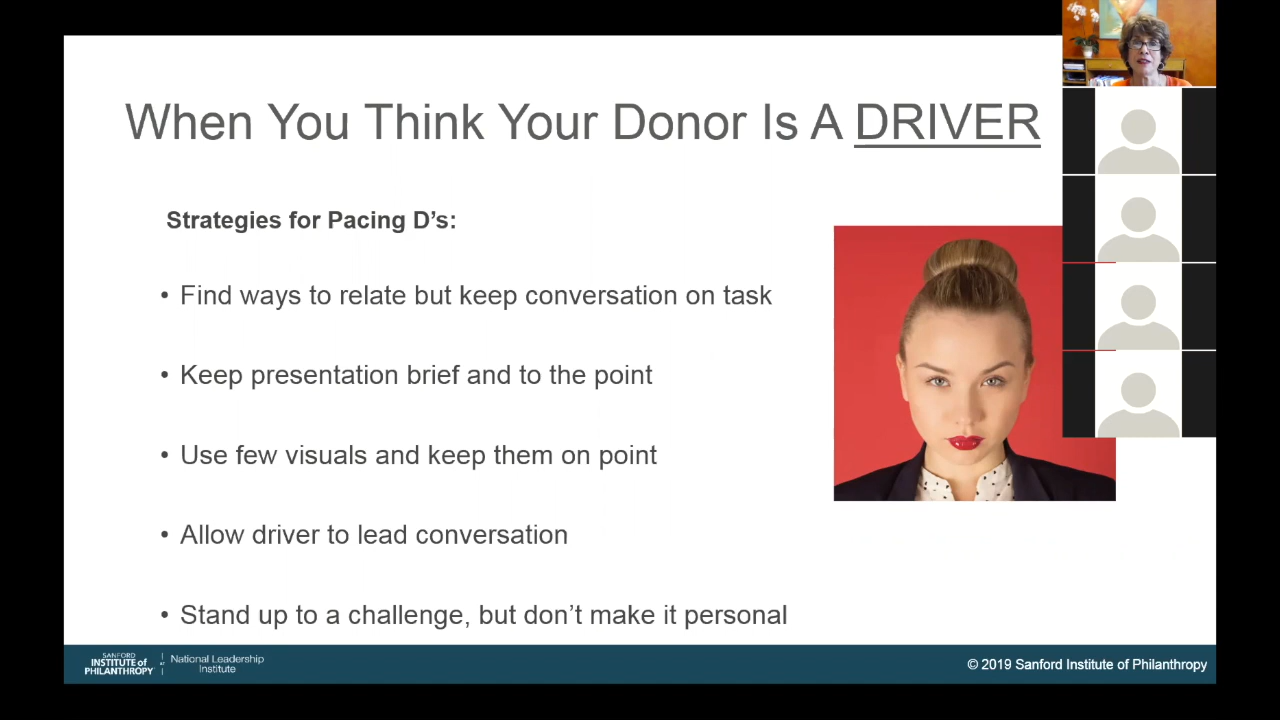 When You Think Your Donor Is A DRIVER
Strategies for Pacing D's:
• Find ways to relate but keep conversation on task
• Keep presentation brief and to the point
• Use few visuals and keep them on point
• Allow driver to lead conversation
• Stand up to a challenge, but don't make it personal
SANFORD
INSTITUTE of
PHILANTHROPY
AT
National Leadership
Institute
© 2019 Sanford Institute of Philanthropy